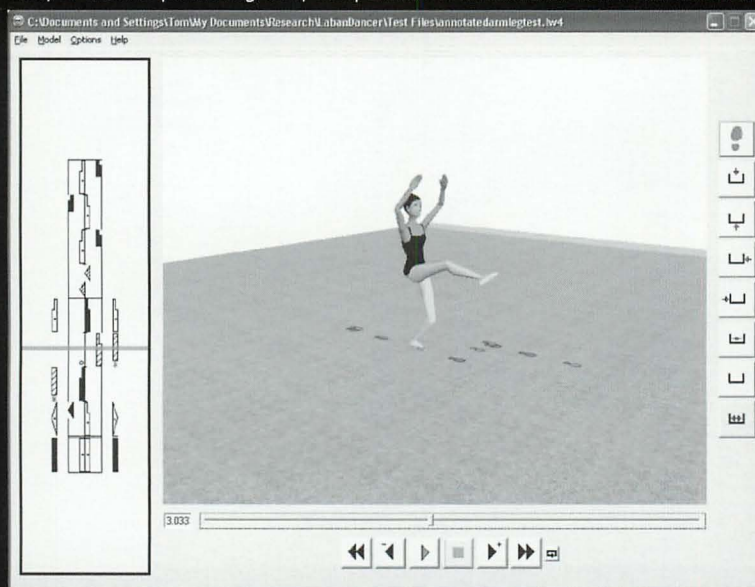 C:\Documents and Settings\Tom\My Documents\Research\LabanDancer\Test Files\annotatedarmlegtest.lw4
File Model Options Help
3.033